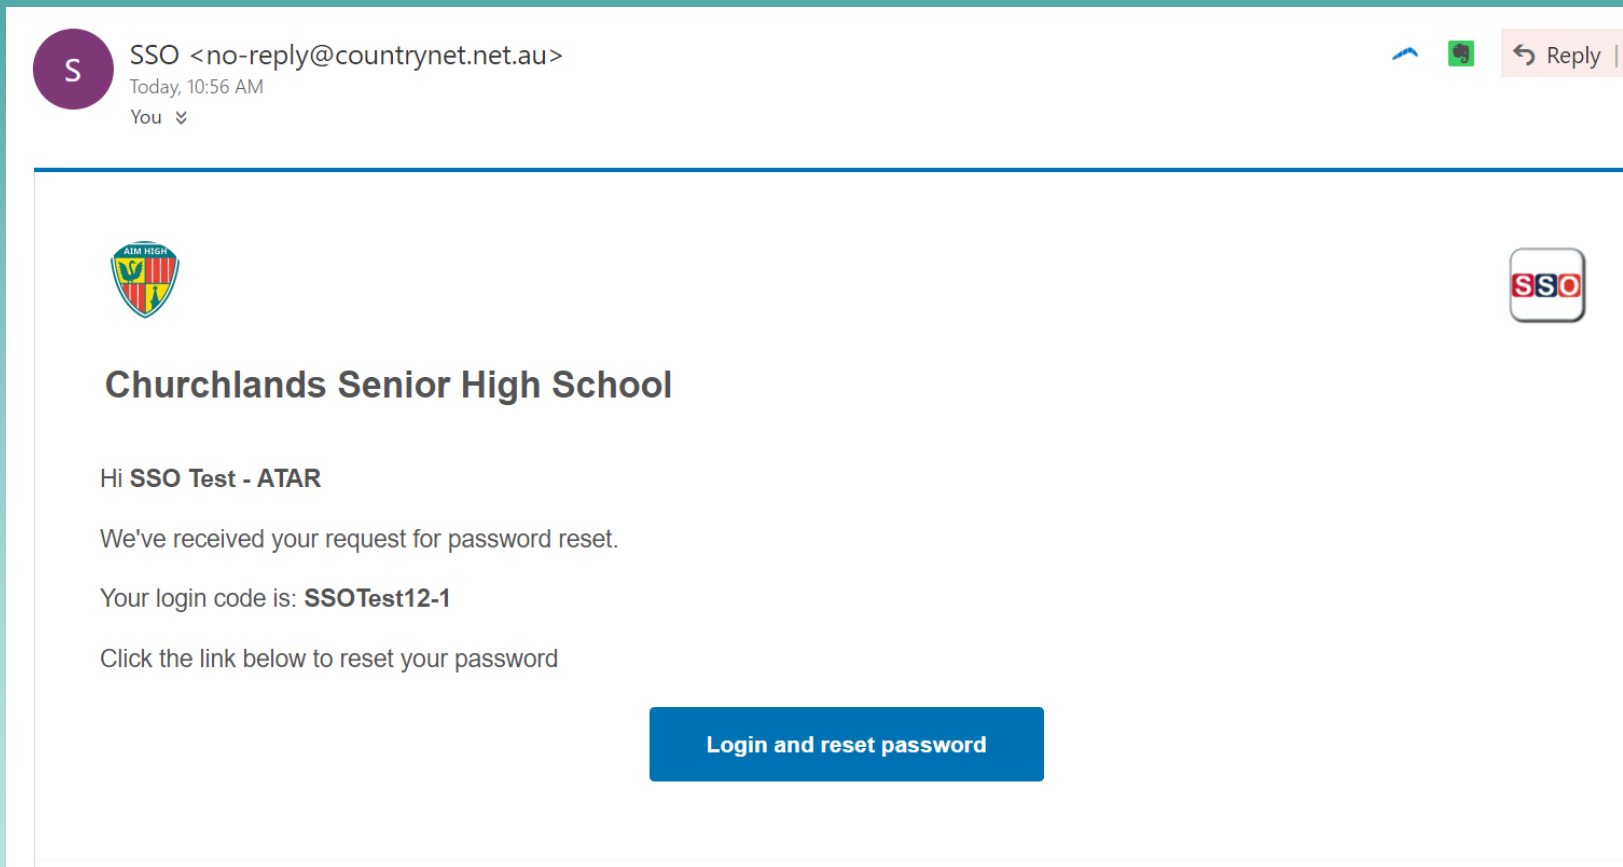 S
SSO <no-reply@countrynet.net.au>
Reply |
Today, 10:56 AM
You
AIM HIGH
SSO
Churchlands Senior High School
Hi SSO Test - ATAR
We've received your request for password reset.
Your login code is: SSOTest12-1
Click the link below to reset your password
Login and reset password